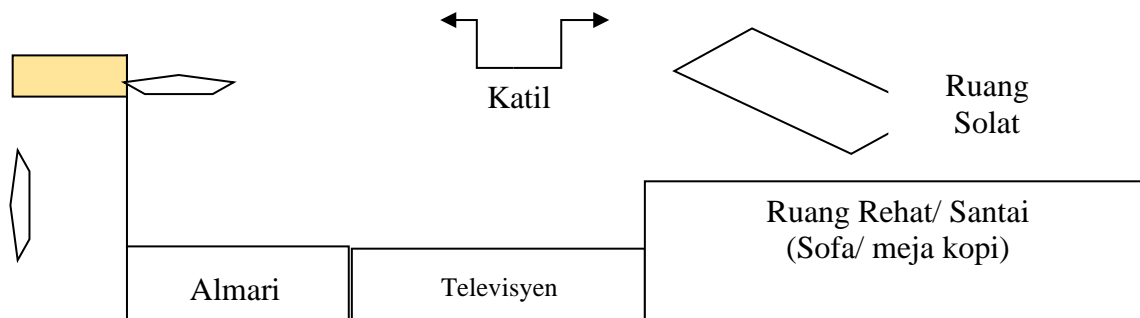 Katil
Ruang
Solat
Ruang Rehat/ Santai
(Sofa/ meja kopi)
Almari
Televisyen